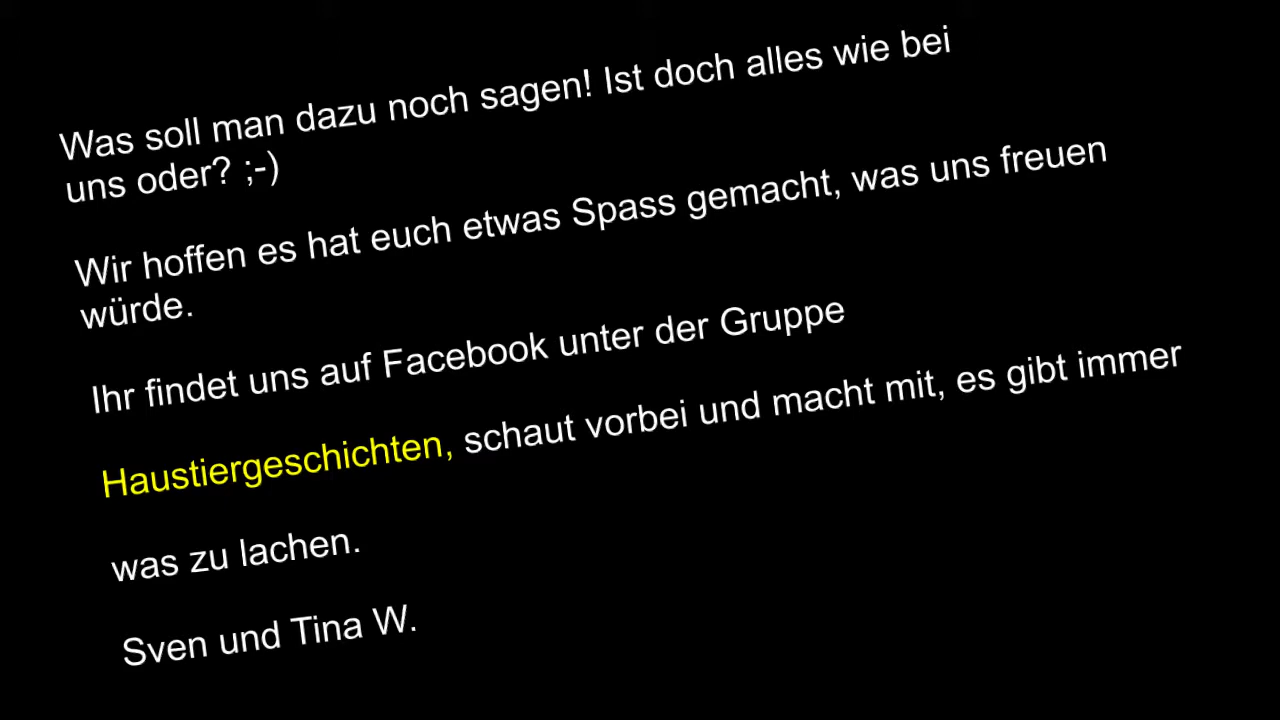 Was soll man dazu noch sagen! Ist doch alles wie bei
uns oder? ;-)
Wir hoffen es hat euch etwas Spass gemacht, was uns freuen
würde.
Ihr findet uns auf Facebook unter der Gruppe
Haustiergeschichten, schaut vorbei und macht mit, es gibt immer
was zu lachen.
Sven und Tina W.